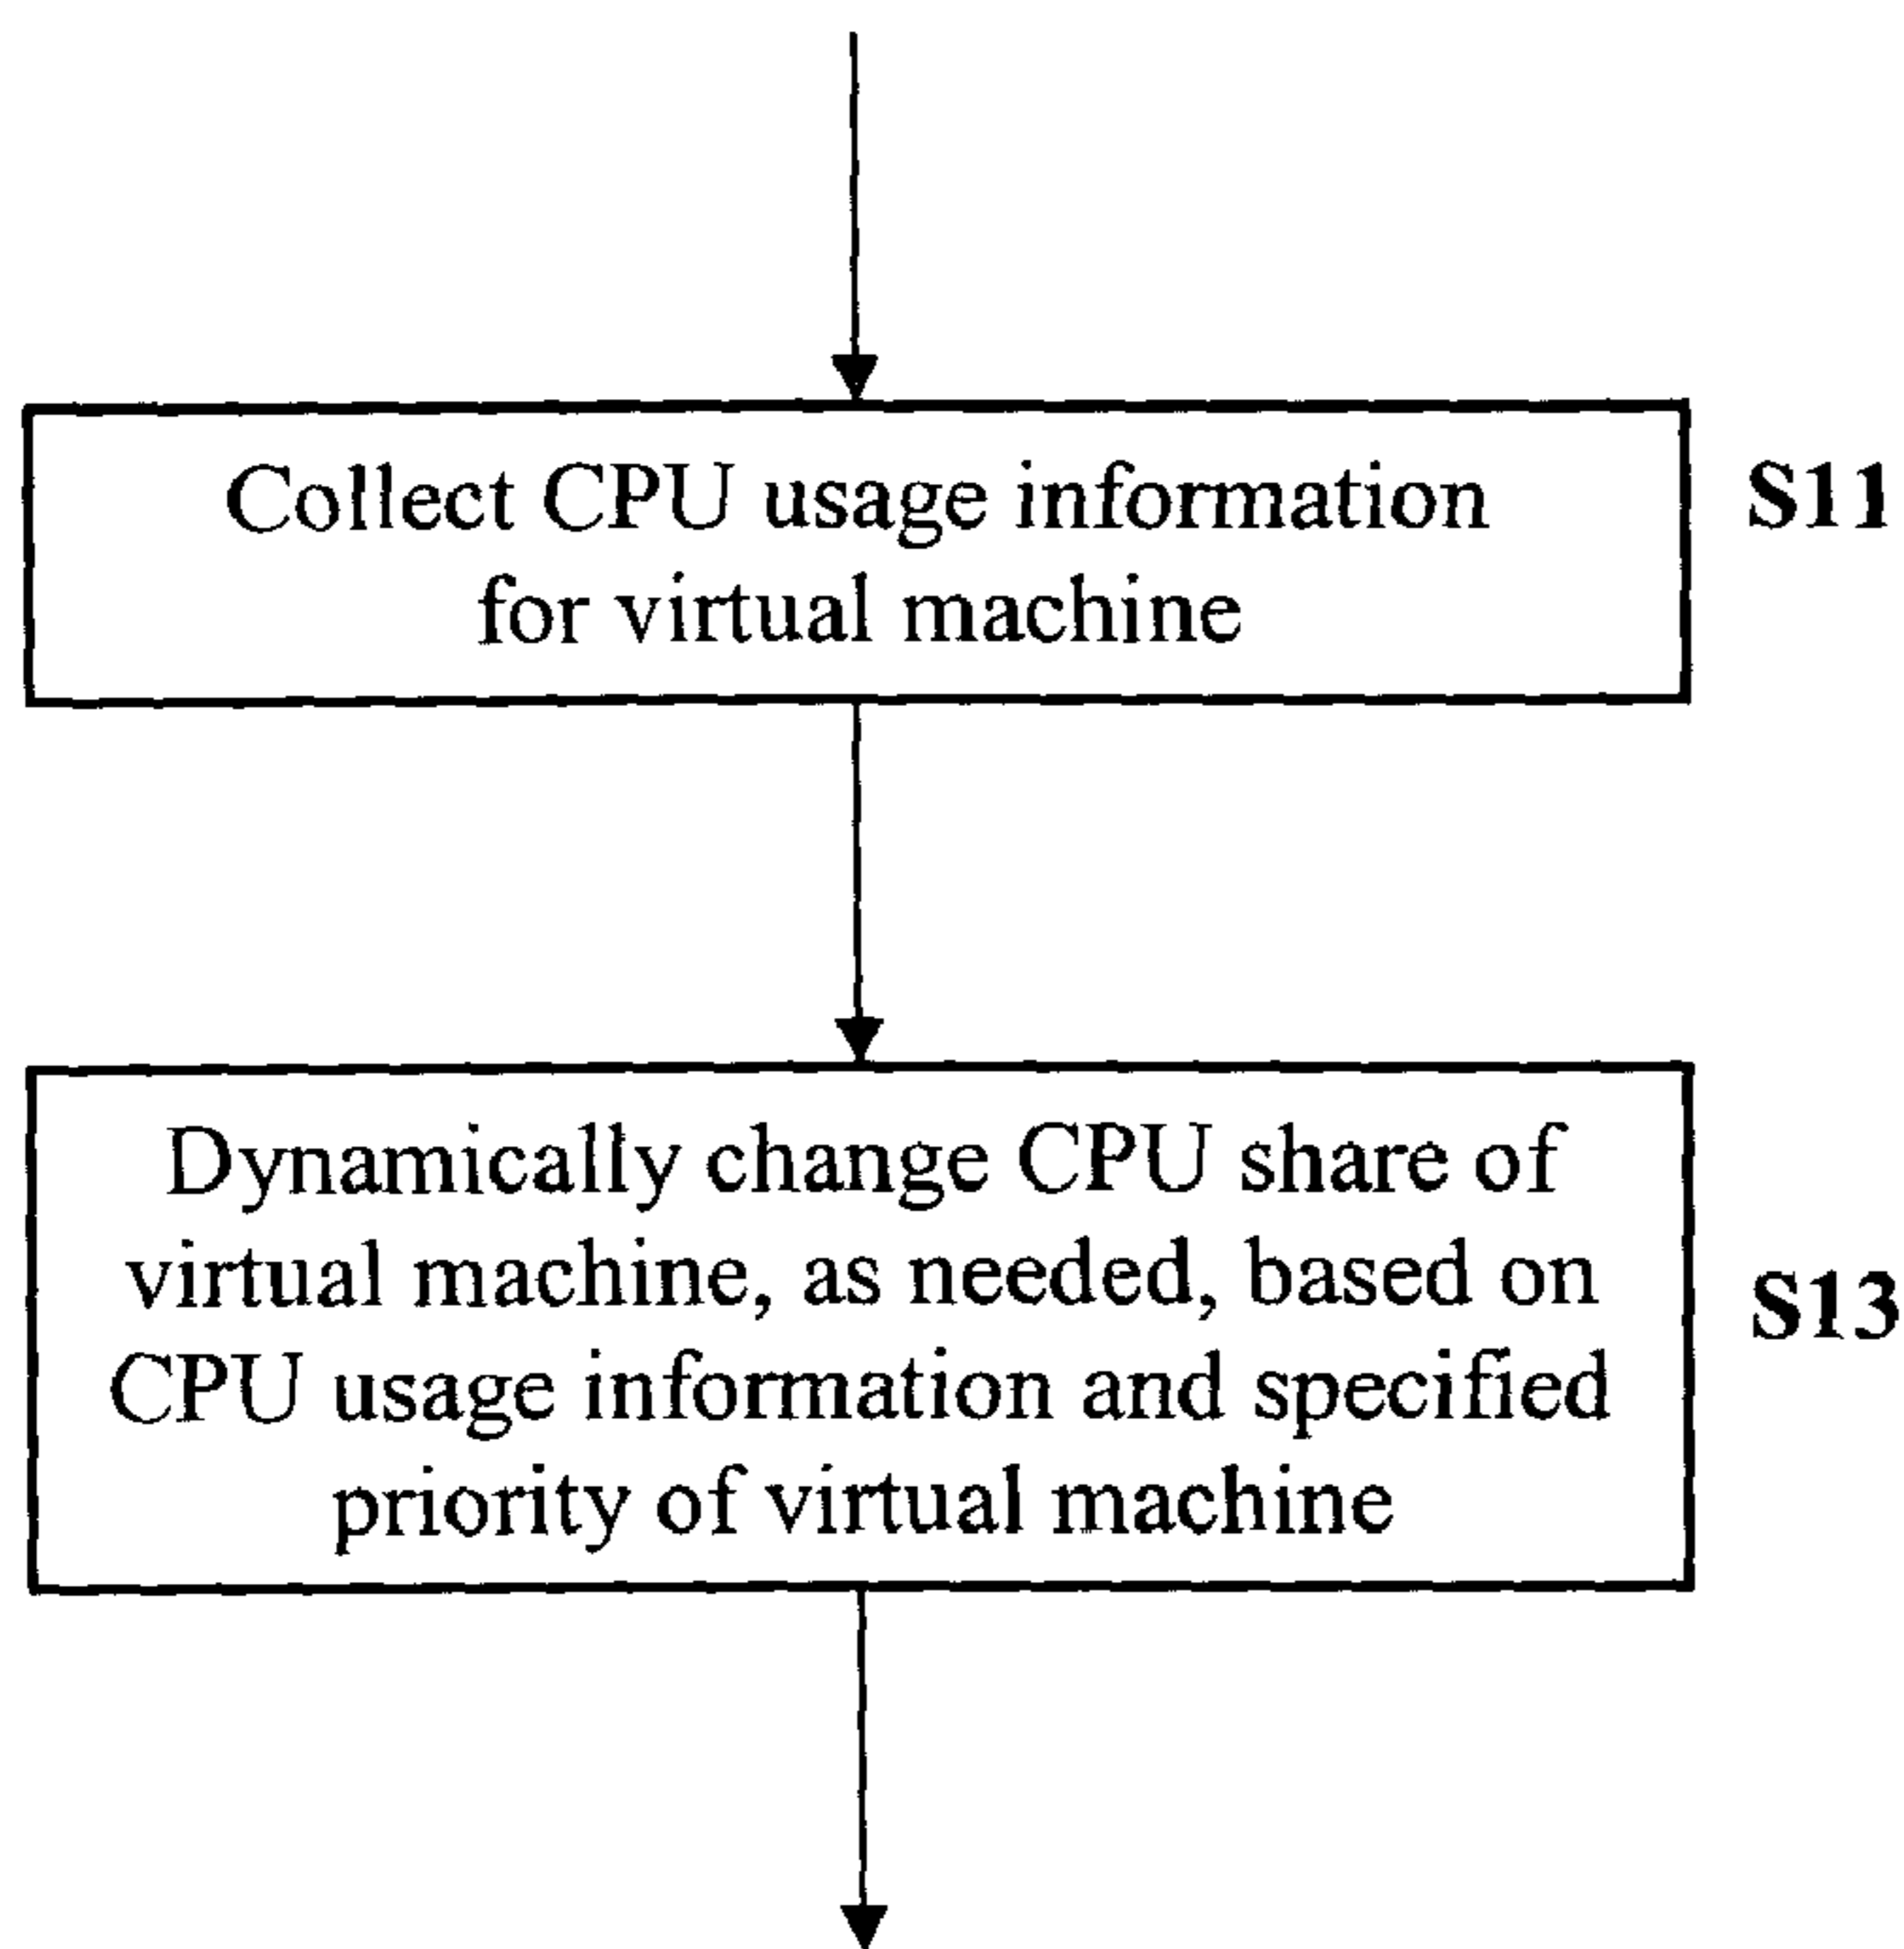 Collect CPU usage information
for virtual machine
S11
Dynamically change CPU share of
virtual machine, as needed, based on
CPU usage information and specified
priority of virtual machine
S13